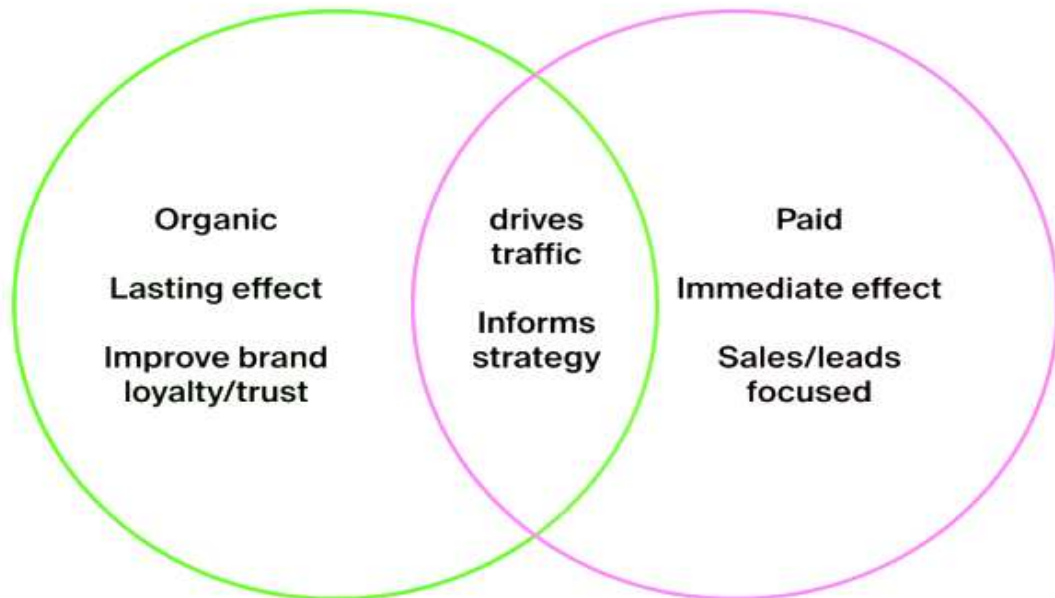 Organic
Lasting effect
Improve brand
loyalty/trust
drives
traffic
Informs
strategy
Paid
Immediate effect
Sales/leads
focused